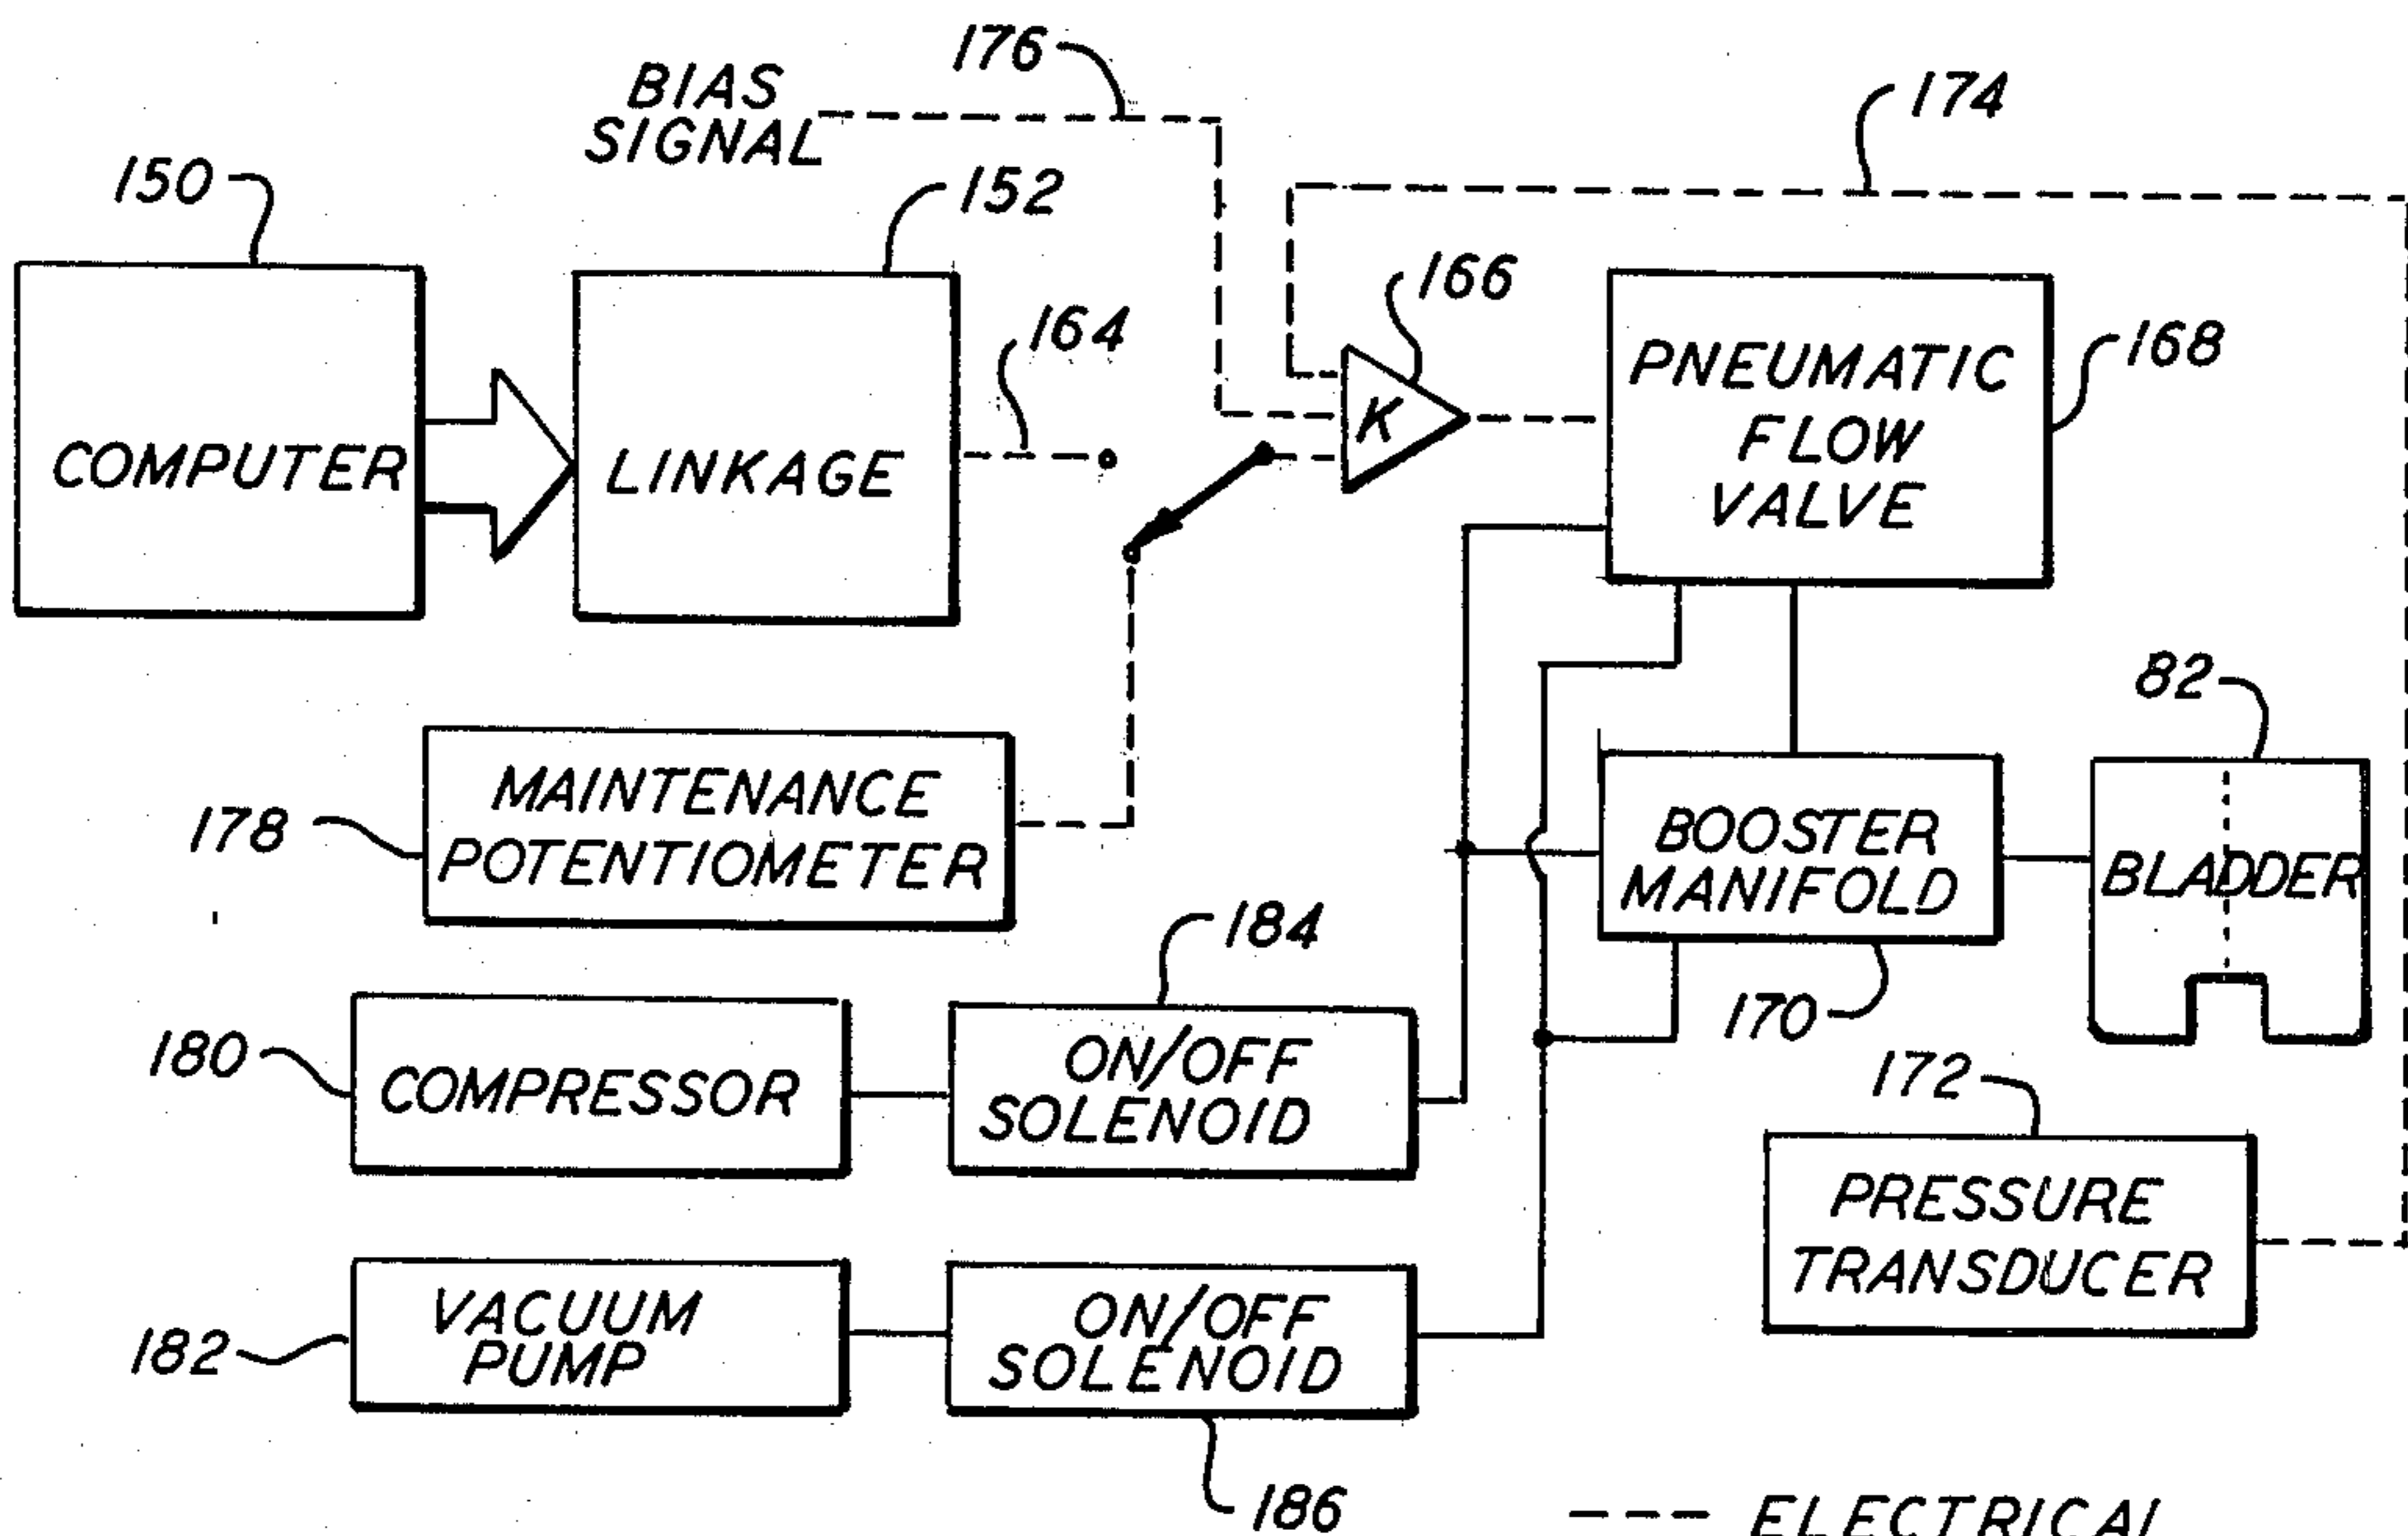 176
BIAS
SIGNAL
174
150
152
166
164
168
COMPUTER
LINKAGE
K
PNEUMATIC
FLOW
VALVE
82
MAINTENANCE
POTENTIOMETER
178
BOOSTER
MANIFOLD
BLADDER
184
170
180
COMPRESSOR
ON/OFF
SOLENOID
172
PRESSURE
TRANSDUCER
182
VACUUM
PUMP
ON/OFF
SOLENOID
186
ELECTRICAL